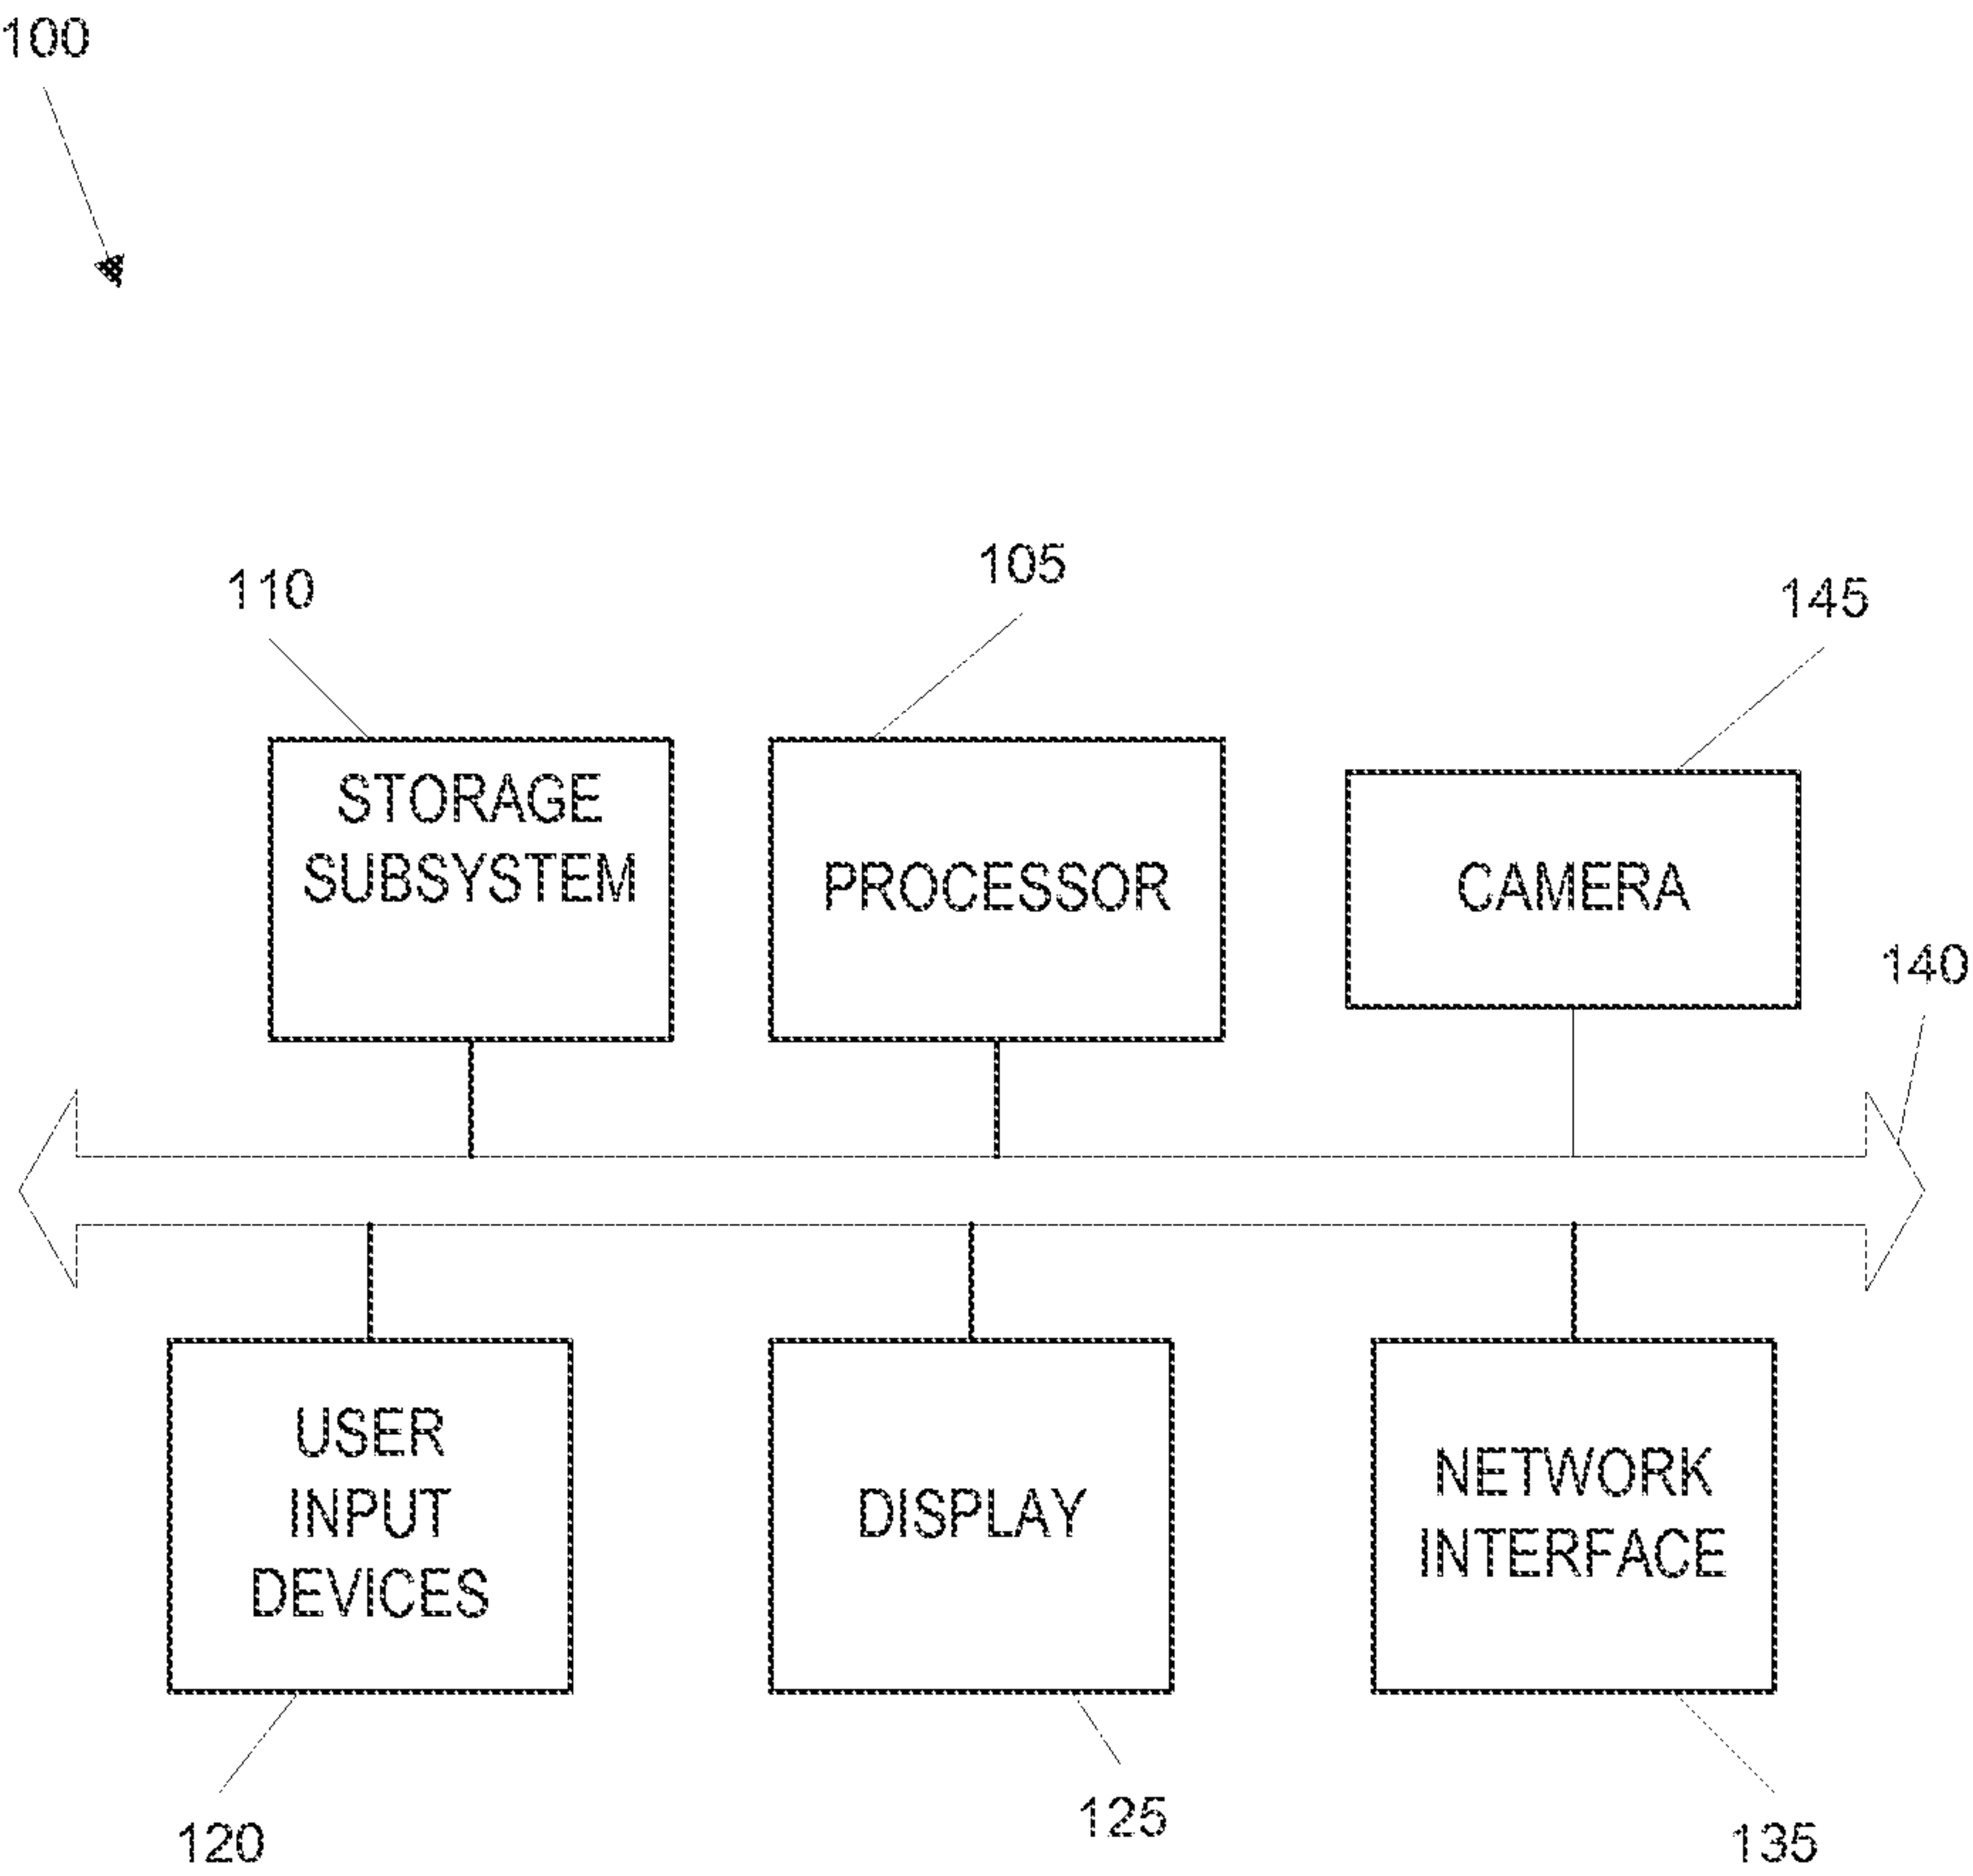 100
110
105
145
STORAGE
SUBSYSTEM
PROCESSOR
CAMERA
140
USER
INPUT
DEVICES
DISPLAY
NETWORK
INTERFACE
120
125
135